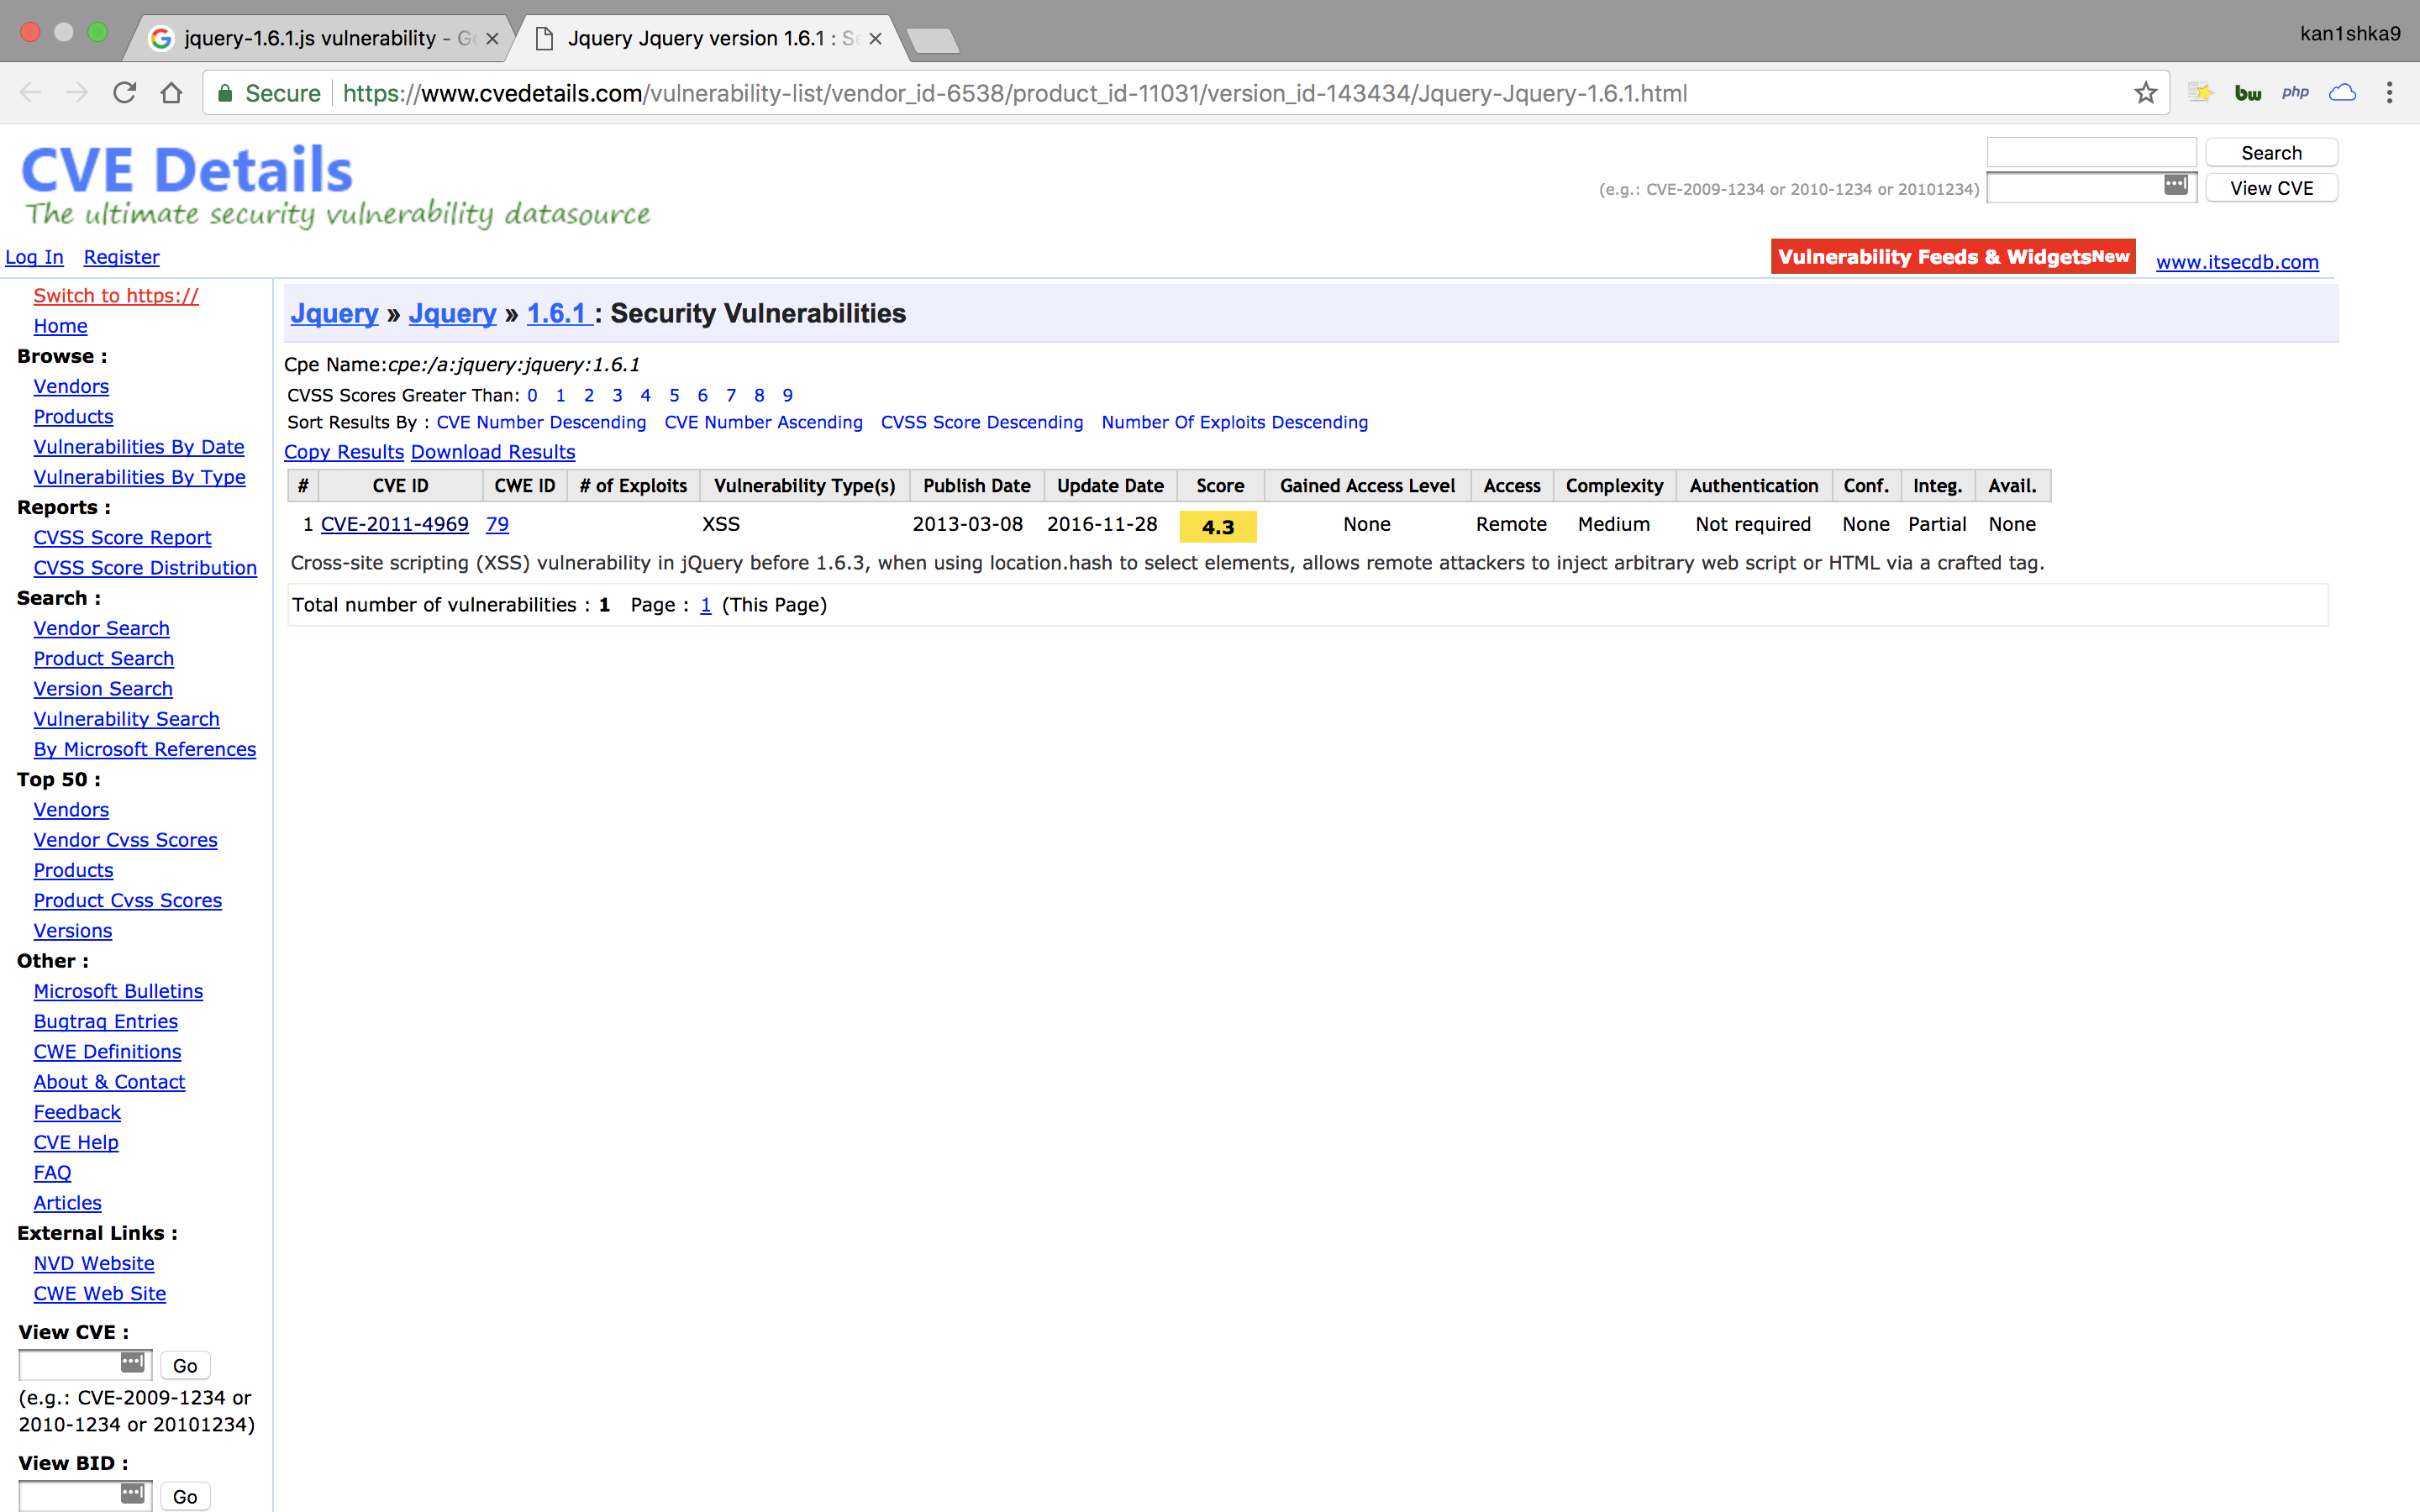 jquery-1.6.1.js vulnerability - Go
Jquery Jquery version 1.6.1 : Se
kan1shka9
Secure
https://www.cvedetails.com/vulnerability-list/vendor_id-6538/product_id-11031/version_id-143434/Jquery-Jquery-1.6.1.html
bw
php
CVE Details
The ultimate security vulnerability datasource
Search
(e.g.: CVE-2009-1234 or 2010-1234 or 20101234)
View CVE
Log In Register
Vulnerability Feeds & WidgetsNew www.itsecdb.com
Switch to https://
Home
Browse :
Vendors
Products
Vulnerabilities By Date
Vulnerabilities By Type
Reports :
CVSS Score Report
CVSS Score Distribution
Search :
Vendor Search
Product Search
Version Search
Vulnerability Search
By Microsoft References
Top 50 :
Vendors
Vendor Cvss Scores
Products
Product Cvss Scores
Versions
Other :
Microsoft Bulletins
Bugtraq Entries
CWE Definitions
About & Contact
Feedback
CVE Help
FAQ
Articles
External Links :
NVD Website
CWE Web Site
View CVE :
Go
(e.g.: CVE-2009-1234 or
2010-1234 or 20101234)
View BID :
Go
Jquery » Jquery » 1.6.1 : Security Vulnerabilities
Cpe Name:cpe:/a:jquery:jquery:1.6.1
CVSS Scores Greater Than: 0 1 2 3 4 5 6 7 8 9
Sort Results By : CVE Number Descending CVE Number Ascending CVSS Score Descending Number Of Exploits Descending
Copy Results Download Results
# CVE ID CWE ID # of Exploits Vulnerability Type(s) Publish Date Update Date Score Gained Access Level Access Complexity Authentication Conf. Integ. Avail.
1 CVE-2011-4969 79 XSS 2013-03-08 2016-11-28 4.3 None Remote Medium Not required None Partial None
Cross-site scripting (XSS) vulnerability in jQuery before 1.6.3, when using location.hash to select elements, allows remote attackers to inject arbitrary web script or HTML via a crafted tag.
Total number of vulnerabilities : 1 Page : 1 (This Page)